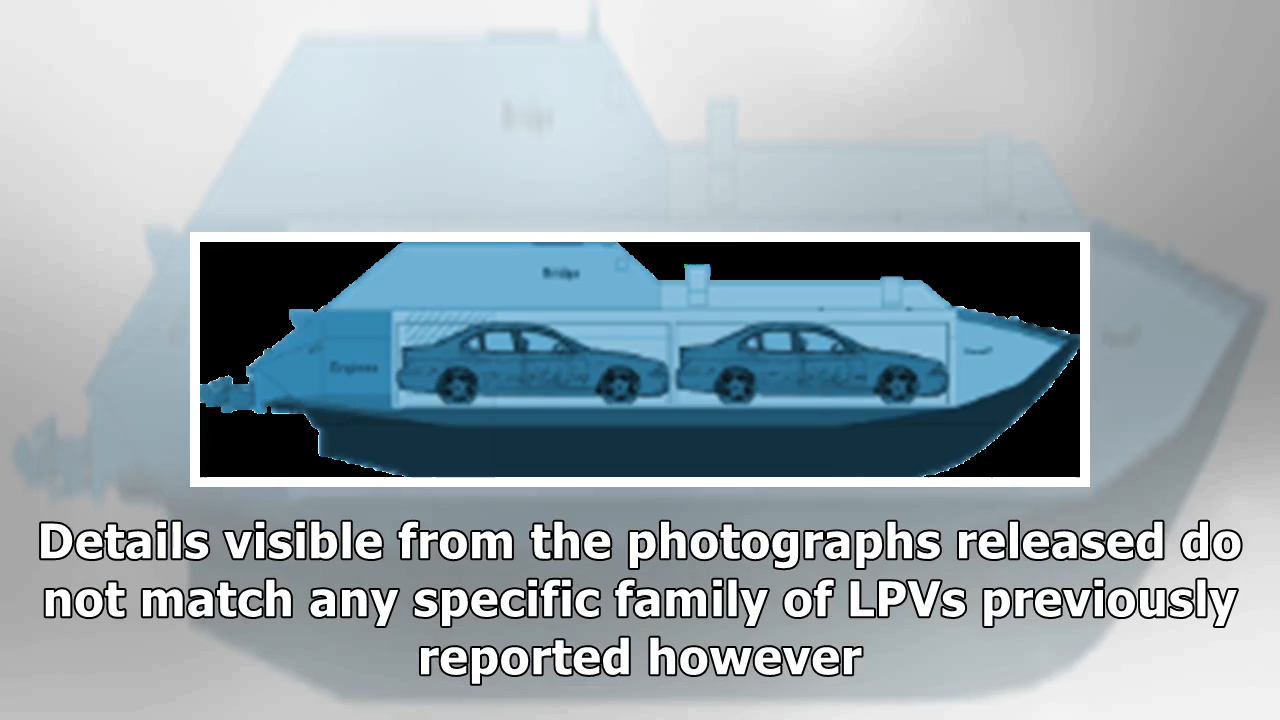 Bridge
Engines
Details visible from the photographs released do
not match any specific family of LPVs previously
reported however